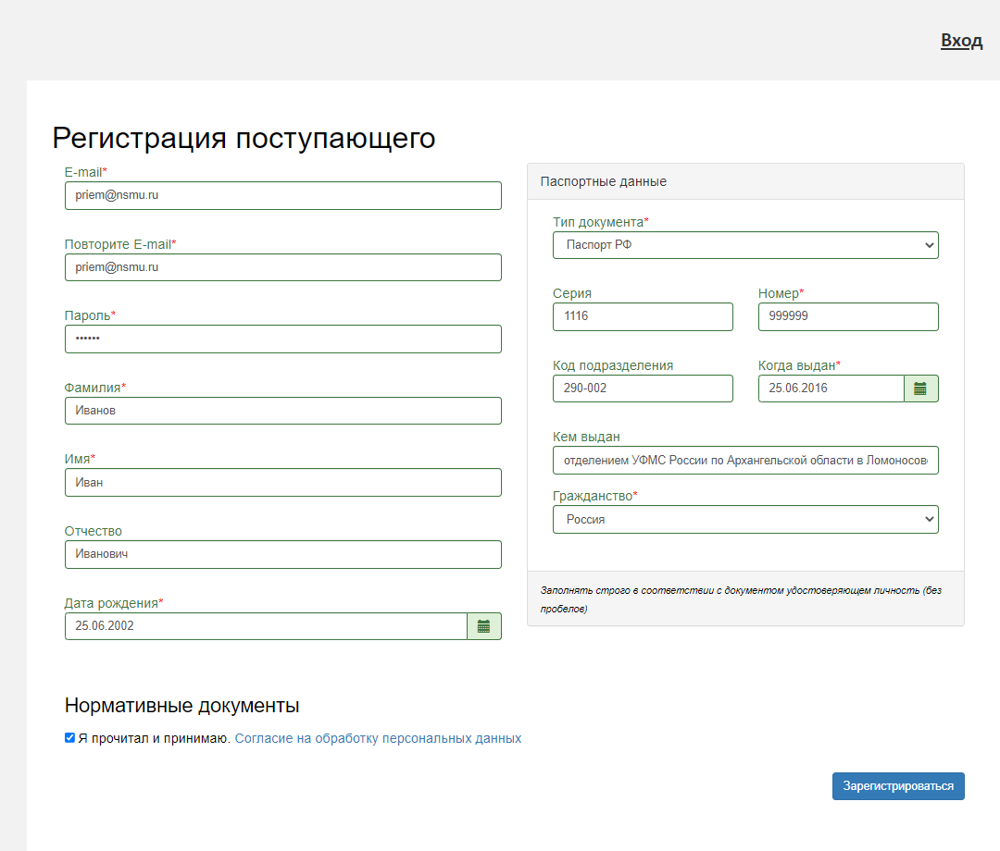 Вход
Регистрация поступающего
E-mail*
priem@nsmu.ru
Повторите E-mail*
priem@nsmu.ru
Пароль*
••••••
Фамилия*
Иванов
Имя*
Иван
Отчество
Иванович
Дата рождения*
25.06.2002
Паспортные данные
Тип документа*
Паспорт РФ
Серия
1116
Номер*
999999
Код подразделения
290-002
Когда выдан*
25.06.2016
Кем выдан
отделением УФМС России по Архангельской области в Ломоносов
Гражданство*
Россия
Заполнять строго в соответствии с документом удостоверяющем личность (без
пробелов)
Нормативные документы
Я прочитал и принимаю. Согласие на обработку персональных данных
Зарегистрироваться